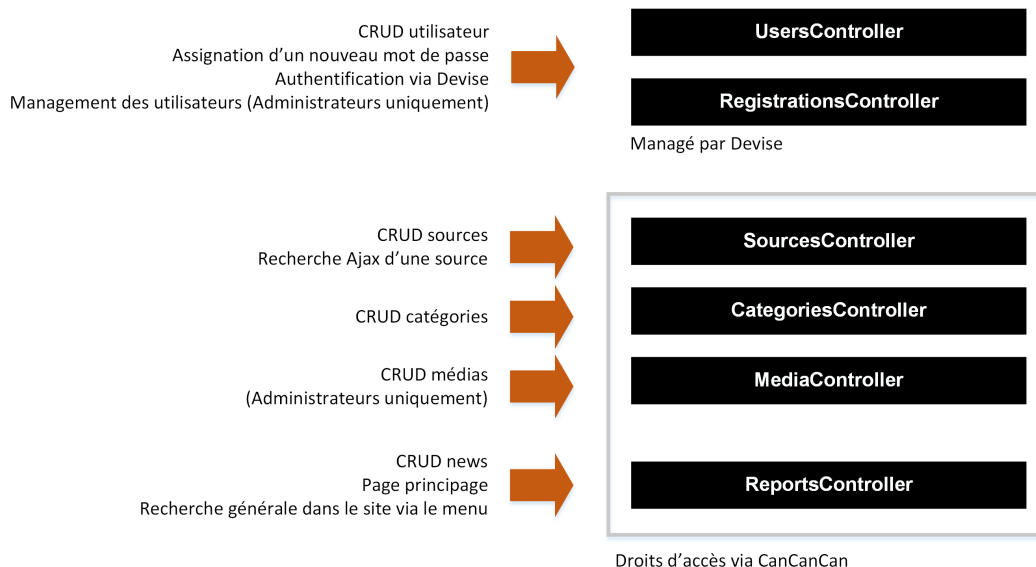 CRUD utilisateur
Assignation d'un nouveau mot de passe
Authentification via Devise
Management des utilisateurs (Administrateurs uniquement)
UsersController
RegistrationsController
Managé par Devise
CRUD sources
Recherche Ajax d'une source
SourcesController
CRUD catégories
CategoriesController
CRUD médias
(Administrateurs uniquement)
MediaController
CRUD news
Page principage
Recherche générale dans le site via le menu
ReportsController
Droits d'accès via CanCanCan